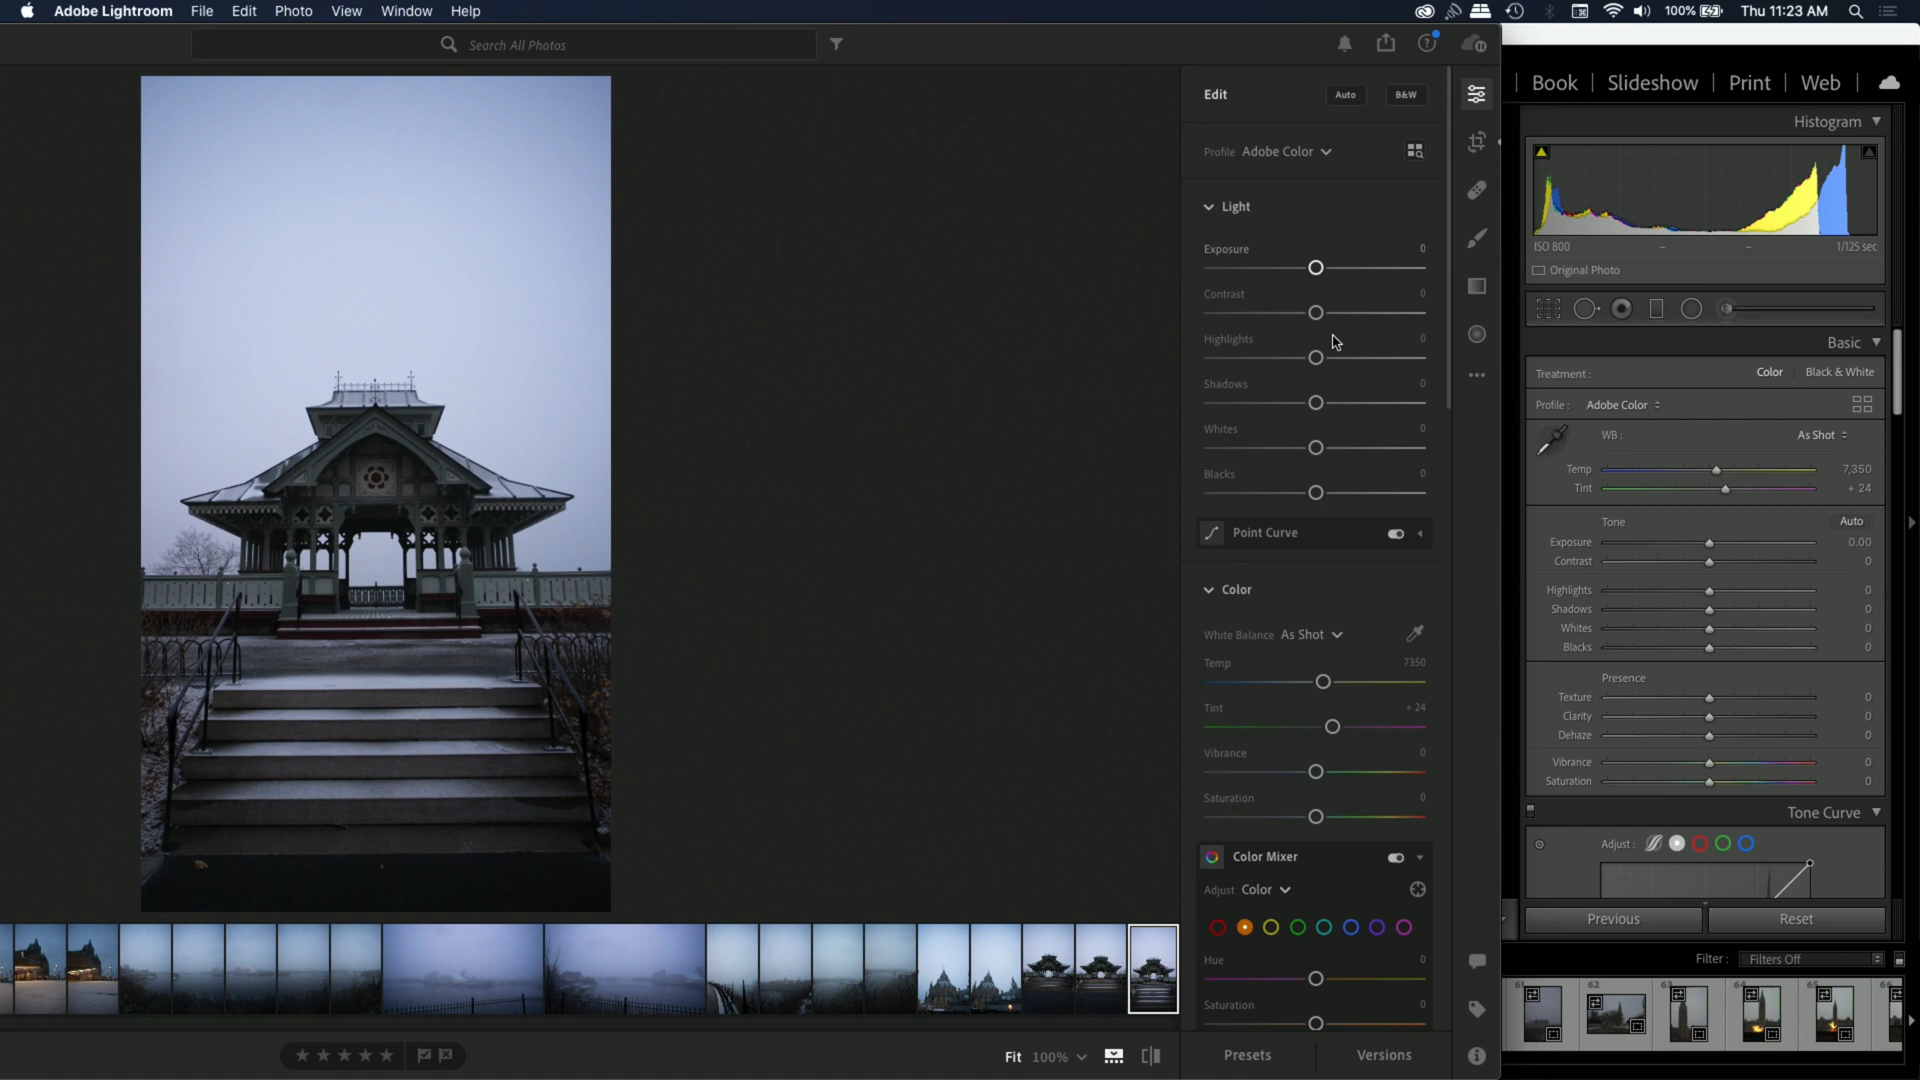 Adobe Lightroom File Edit Photo View Window Help
100% Thu 11:23 AM
Search All Photos
Edit Auto B&W
Profile Adobe Color
Light
Exposure 0
Contrast 0
Highlights 0
Shadows 0
Whites 0
Blacks 0
Point Curve
Color
White Balance As Shot
Temp 7350
Tint + 24
Vibrance 0
Saturation 0
Color Mixer
Adjust Color
Hue 0
Saturation 0
Fit 100%
Presets Versions
Book Slideshow Print Web
Histogram
ISO 800 – – 1/125 sec
Original Photo
Basic
Treatment : Color Black & White
Profile : Adobe Color
WB : As Shot
Temp 7,350
Tint + 24
Tone Auto
Exposure 0.00
Contrast 0
Highlights 0
Shadows 0
Whites 0
Blacks 0
Presence
Texture 0
Clarity 0
Dehaze 0
Vibrance 0
Saturation 0
Tone Curve
Adjust :
Previous Reset
Filter : Filters Off
61 62 63 64 65 66